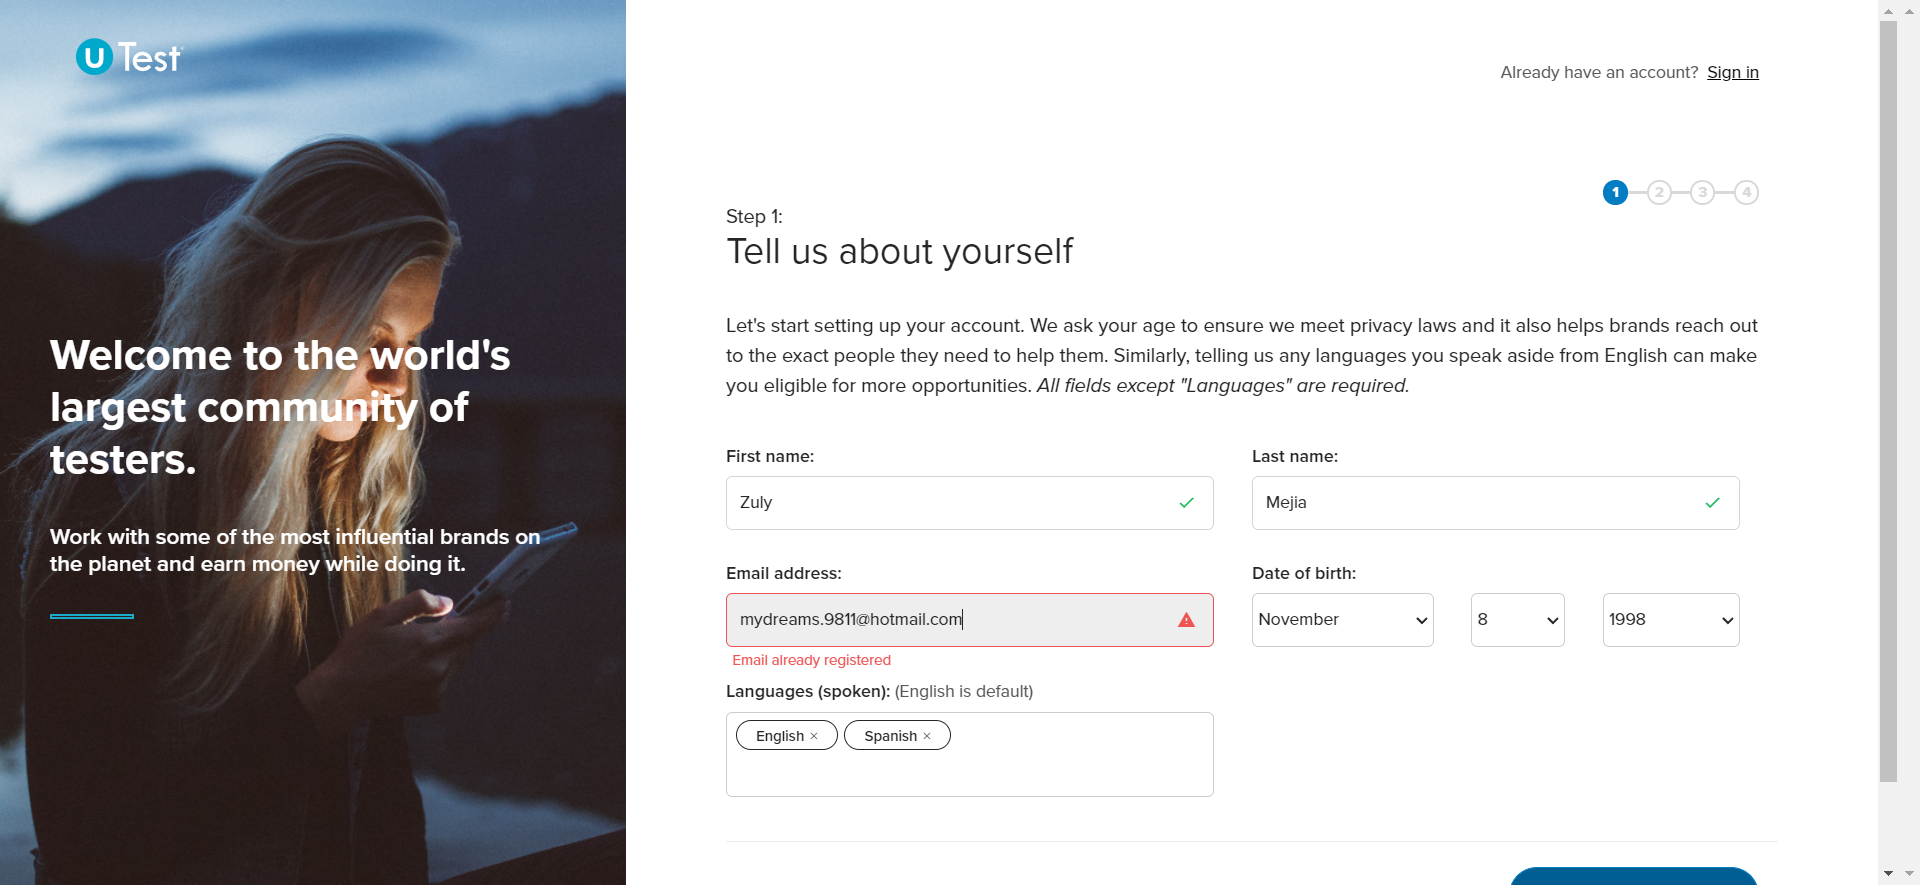 U Test
Welcome to the world's
largest community of
testers.
Work with some of the most influential brands on
the planet and earn money while doing it.
Already have an account? Sign in
1 2 3 4
Step 1:
Tell us about yourself
Let's start setting up your account. We ask your age to ensure we meet privacy laws and it also helps brands reach out
to the exact people they need to help them. Similarly, telling us any languages you speak aside from English can make
you eligible for more opportunities. All fields except "Languages" are required.
First name: Last name:
Zuly Mejia
Email address: Date of birth:
mydreams.9811@hotmail.com November 8 1998
Email already registered
Languages (spoken): (English is default)
English × Spanish ×